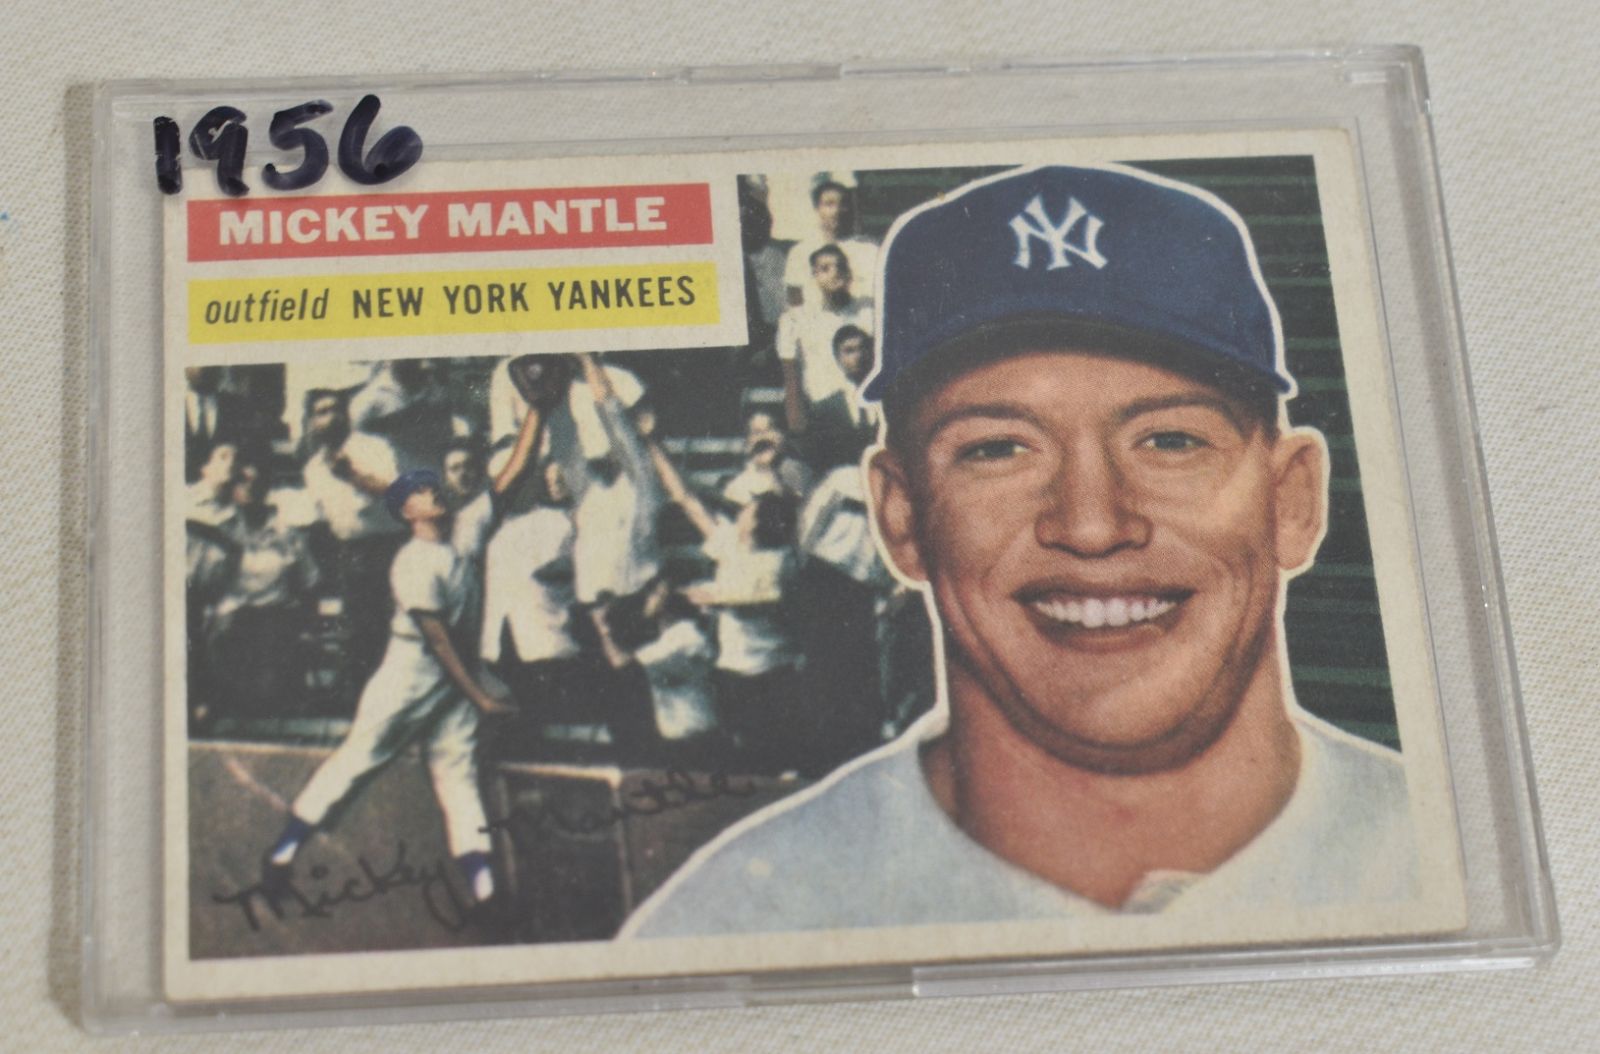 1956
MICKEY MANTLE
outfield NEW YORK YANKEES
NY
Mickey Mantle